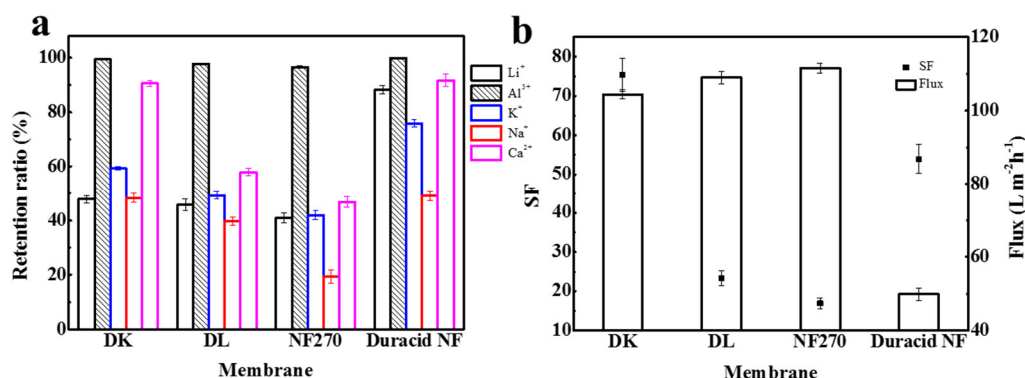 a
Retention ratio (%)
100
80
60
40
20
0
DK DL NF270 Duracid NF
Membrane
Li⁺
Al³⁺
K⁺
Na⁺
Ca²⁺
b
SF
80
70
60
50
40
30
20
10
DK DL NF270 Duracid NF
Membrane
SF
Flux
120
100
80
60
40
Flux (L m⁻²h⁻¹)